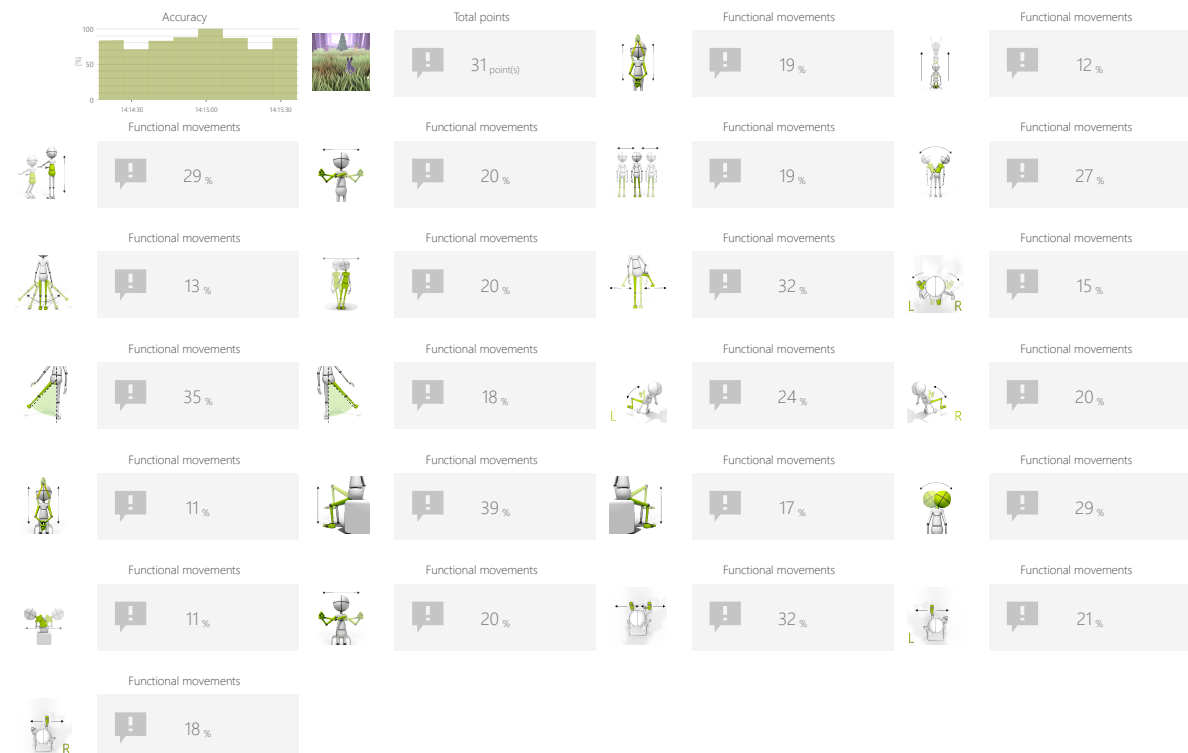 Accuracy
Total points
Functional movements
Functional movements
100
[%]
50
0
14:14:30
14:15:00
14:15:30
31 point(s)
19 %
12 %
Functional movements
Functional movements
Functional movements
Functional movements
29 %
20 %
19 %
27 %
Functional movements
Functional movements
Functional movements
Functional movements
13 %
20 %
32 %
15 %
L
R
Functional movements
Functional movements
Functional movements
Functional movements
35 %
18 %
24 %
20 %
L
R
Functional movements
Functional movements
Functional movements
Functional movements
11 %
39 %
17 %
29 %
Functional movements
Functional movements
Functional movements
Functional movements
11 %
20 %
32 %
21 %
L
Functional movements
18 %
R